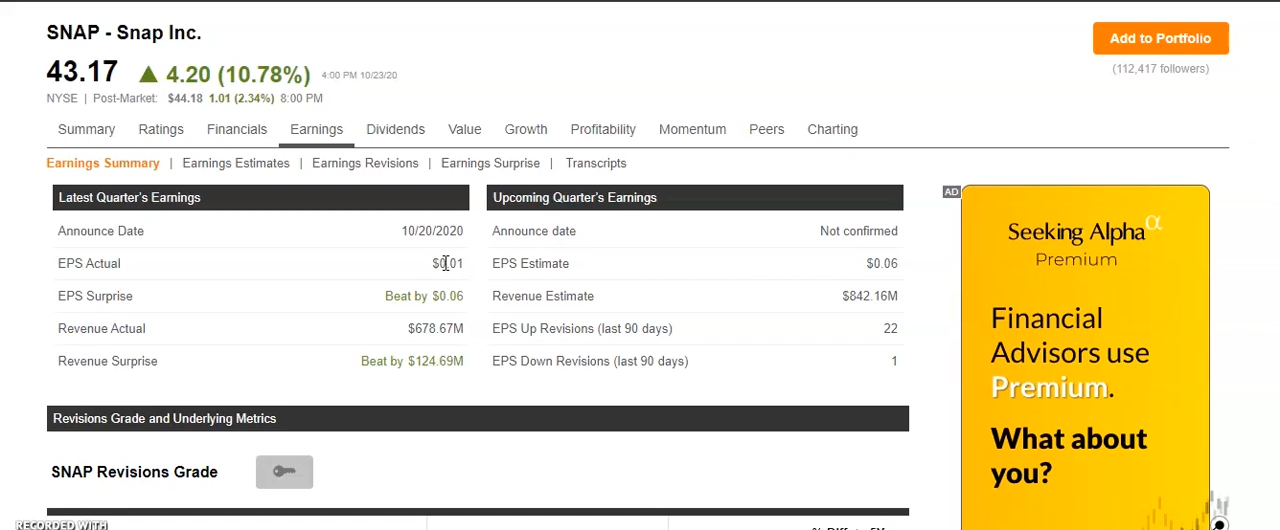 SNAP - Snap Inc.
Add to Portfolio
43.17 ▲ 4.20 (10.78%) 4:00 PM 10/23/20
(112,417 followers)
NYSE | Post-Market: $44.18 1.01 (2.34%) 8:00 PM
Summary Ratings Financials Earnings Dividends Value Growth Profitability Momentum Peers Charting
Earnings Summary | Earnings Estimates | Earnings Revisions | Earnings Surprise | Transcripts
Latest Quarter's Earnings
Announce Date 10/20/2020
EPS Actual $0.01
EPS Surprise Beat by $0.06
Revenue Actual $678.67M
Revenue Surprise Beat by $124.69M
Upcoming Quarter's Earnings
Announce date Not confirmed
EPS Estimate $0.06
Revenue Estimate $842.16M
EPS Up Revisions (last 90 days) 22
EPS Down Revisions (last 90 days) 1
AD
Seeking Alpha α
Premium
Financial
Advisors use
Premium.
What about
you?
Revisions Grade and Underlying Metrics
SNAP Revisions Grade
RECORDED WITH